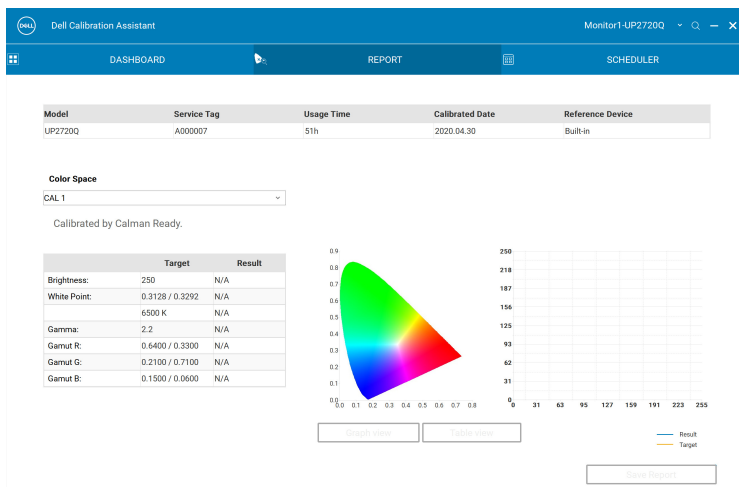 DELL Dell Calibration Assistant Monitor1-UP2720Q
DASHBOARD REPORT SCHEDULER
Model Service Tag Usage Time Calibrated Date Reference Device
UP2720Q A000007 51h 2020.04.30 Built-in
Color Space
CAL 1
Calibrated by Calman Ready.
Target Result
Brightness: 250 N/A
White Point: 0.3128 / 0.3292 N/A
6500 K N/A
Gamma: 2.2 N/A
Gamut R: 0.6400 / 0.3300 N/A
Gamut G: 0.2100 / 0.7100 N/A
Gamut B: 0.1500 / 0.0600 N/A
0.9
0.8
0.7
0.6
0.5
0.4
0.3
0.2
0.1
0.0
0.0 0.1 0.2 0.3 0.4 0.5 0.6 0.7 0.8
250
218
187
156
125
93
62
31
0
0 31 63 95 127 159 191 223 255
Graph view Table view
Result
Target
Save Report